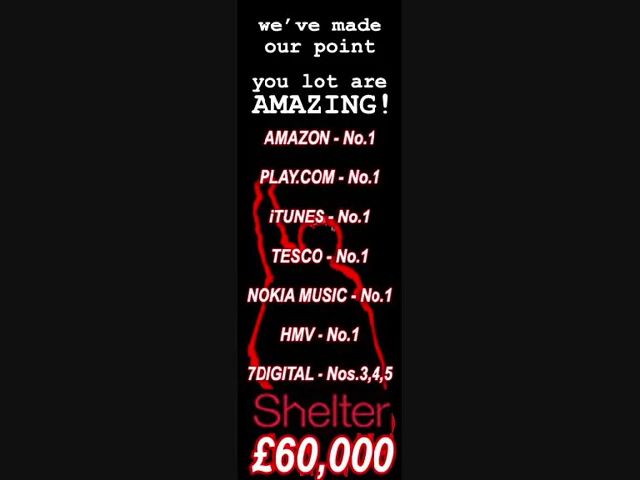 we've made
our point
you lot are
AMAZING!
AMAZON - No.1
PLAY.COM - No.1
iTUNES - No.1
TESCO - No.1
NOKIA MUSIC - No.1
HMV - No.1
7DIGITAL - Nos.3,4,5
Shelter
£60,000